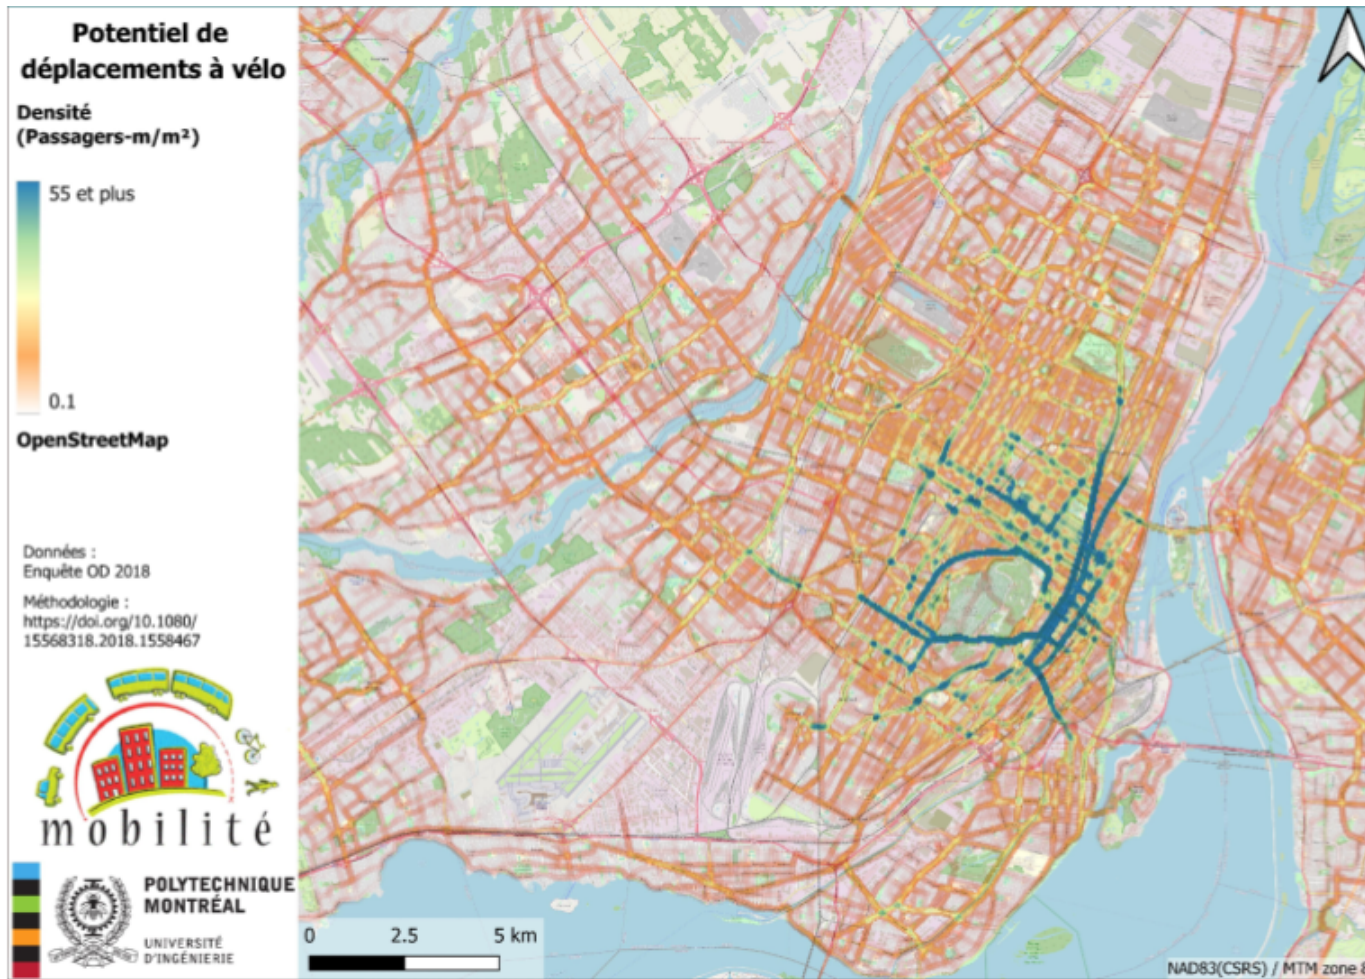 Potentiel de
déplacements à vélo
Densité
(Passagers-m/m²)
55 et plus
0.1
OpenStreetMap
Données :
Enquête OD 2018
Méthodologie :
https://doi.org/10.1080/
15568318.2018.1558467
mobilité
POLYTECHNIQUE
MONTRÉAL
UNIVERSITÉ
D'INGÉNIERIE
0 2.5 5 km
NAD83(CSRS) / MTM zone 8